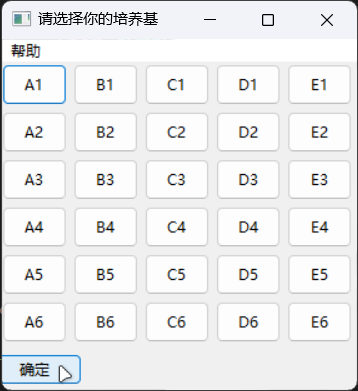 请选择你的培养基
帮助
A1 B1 C1 D1 E1
A2 B2 C2 D2 E2
A3 B3 C3 D3 E3
A4 B4 C4 D4 E4
A5 B5 C5 D5 E5
A6 B6 C6 D6 E6
确定